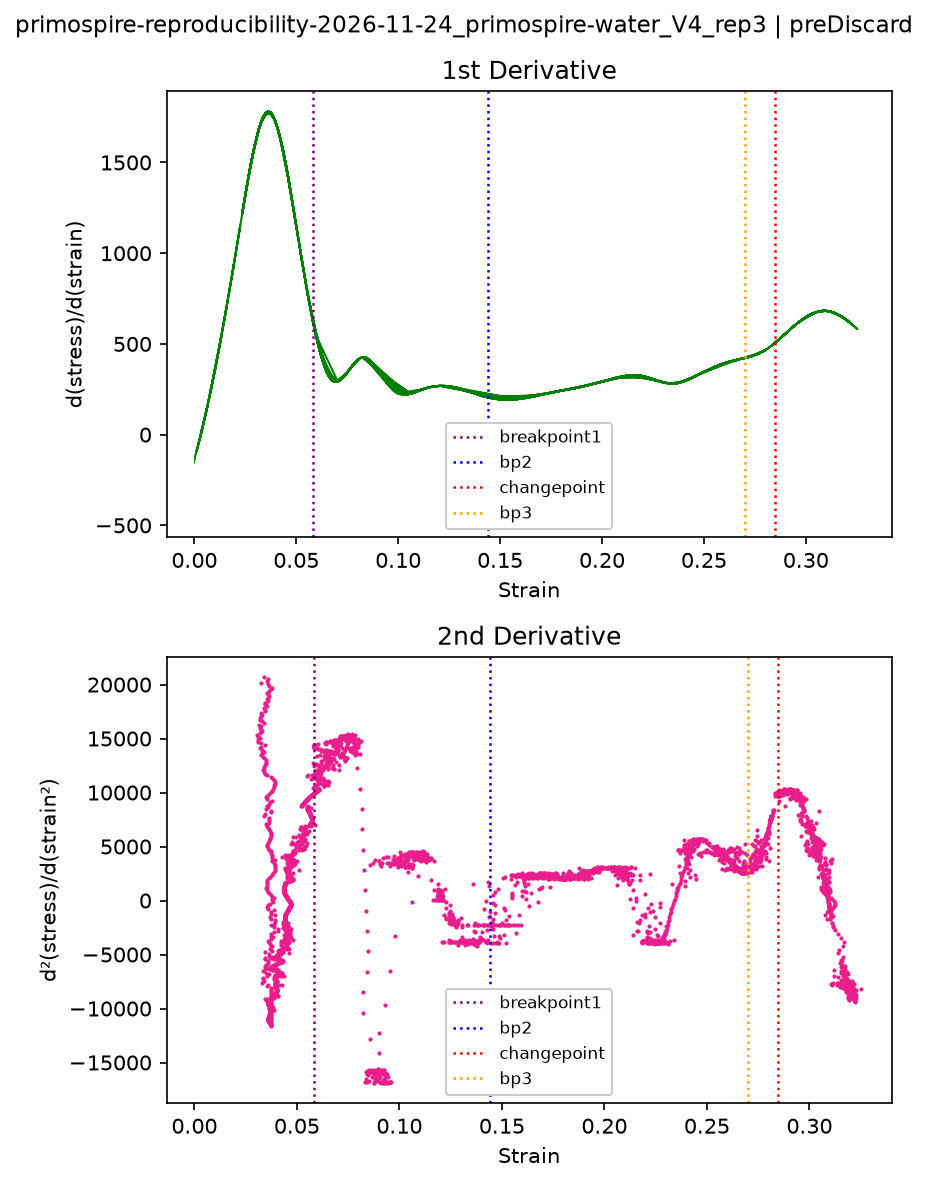 primospire-reproducibility-2026-11-24_primospire-water_V4_rep3 | preDiscard
1st Derivative
d(stress)/d(strain)
1500
1000
500
0
−500
breakpoint1
bp2
changepoint
bp3
0.00 0.05 0.10 0.15 0.20 0.25 0.30
Strain
2nd Derivative
d²(stress)/d(strain²)
20000
15000
10000
5000
0
−5000
−10000
−15000
breakpoint1
bp2
changepoint
bp3
0.00 0.05 0.10 0.15 0.20 0.25 0.30
Strain